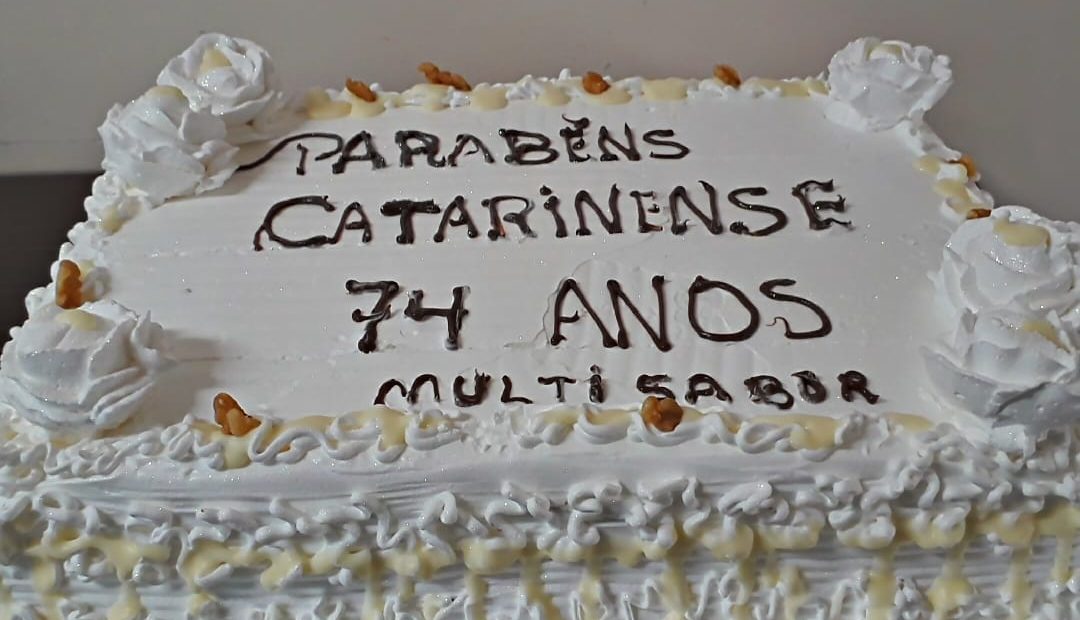 PARABÉNS
CATARINENSE
74 ANOS
MULTI SABOR